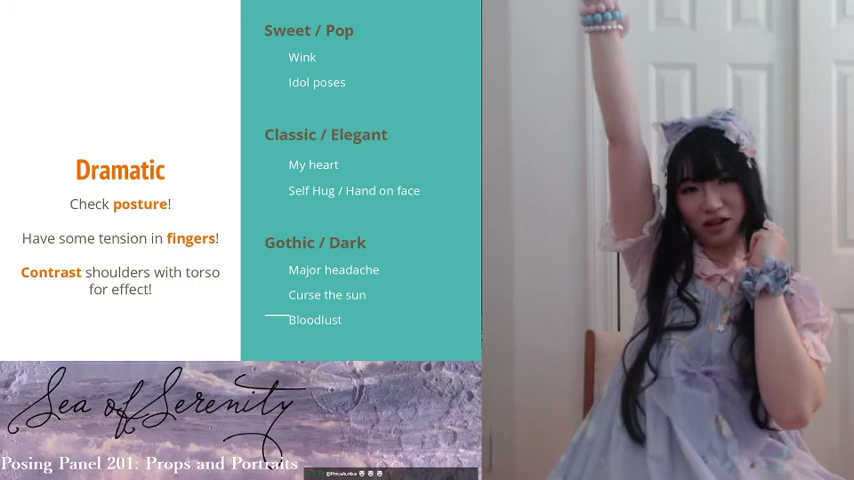 Dramatic
Check posture!
Have some tension in fingers!
Contrast shoulders with torso
for effect!
Sweet / Pop
Wink
Idol poses
Classic / Elegant
My heart
Self Hug / Hand on face
Gothic / Dark
Major headache
Curse the sun
Bloodlust
Sea of Serenity
Posing Panel 201: Props and Portraits